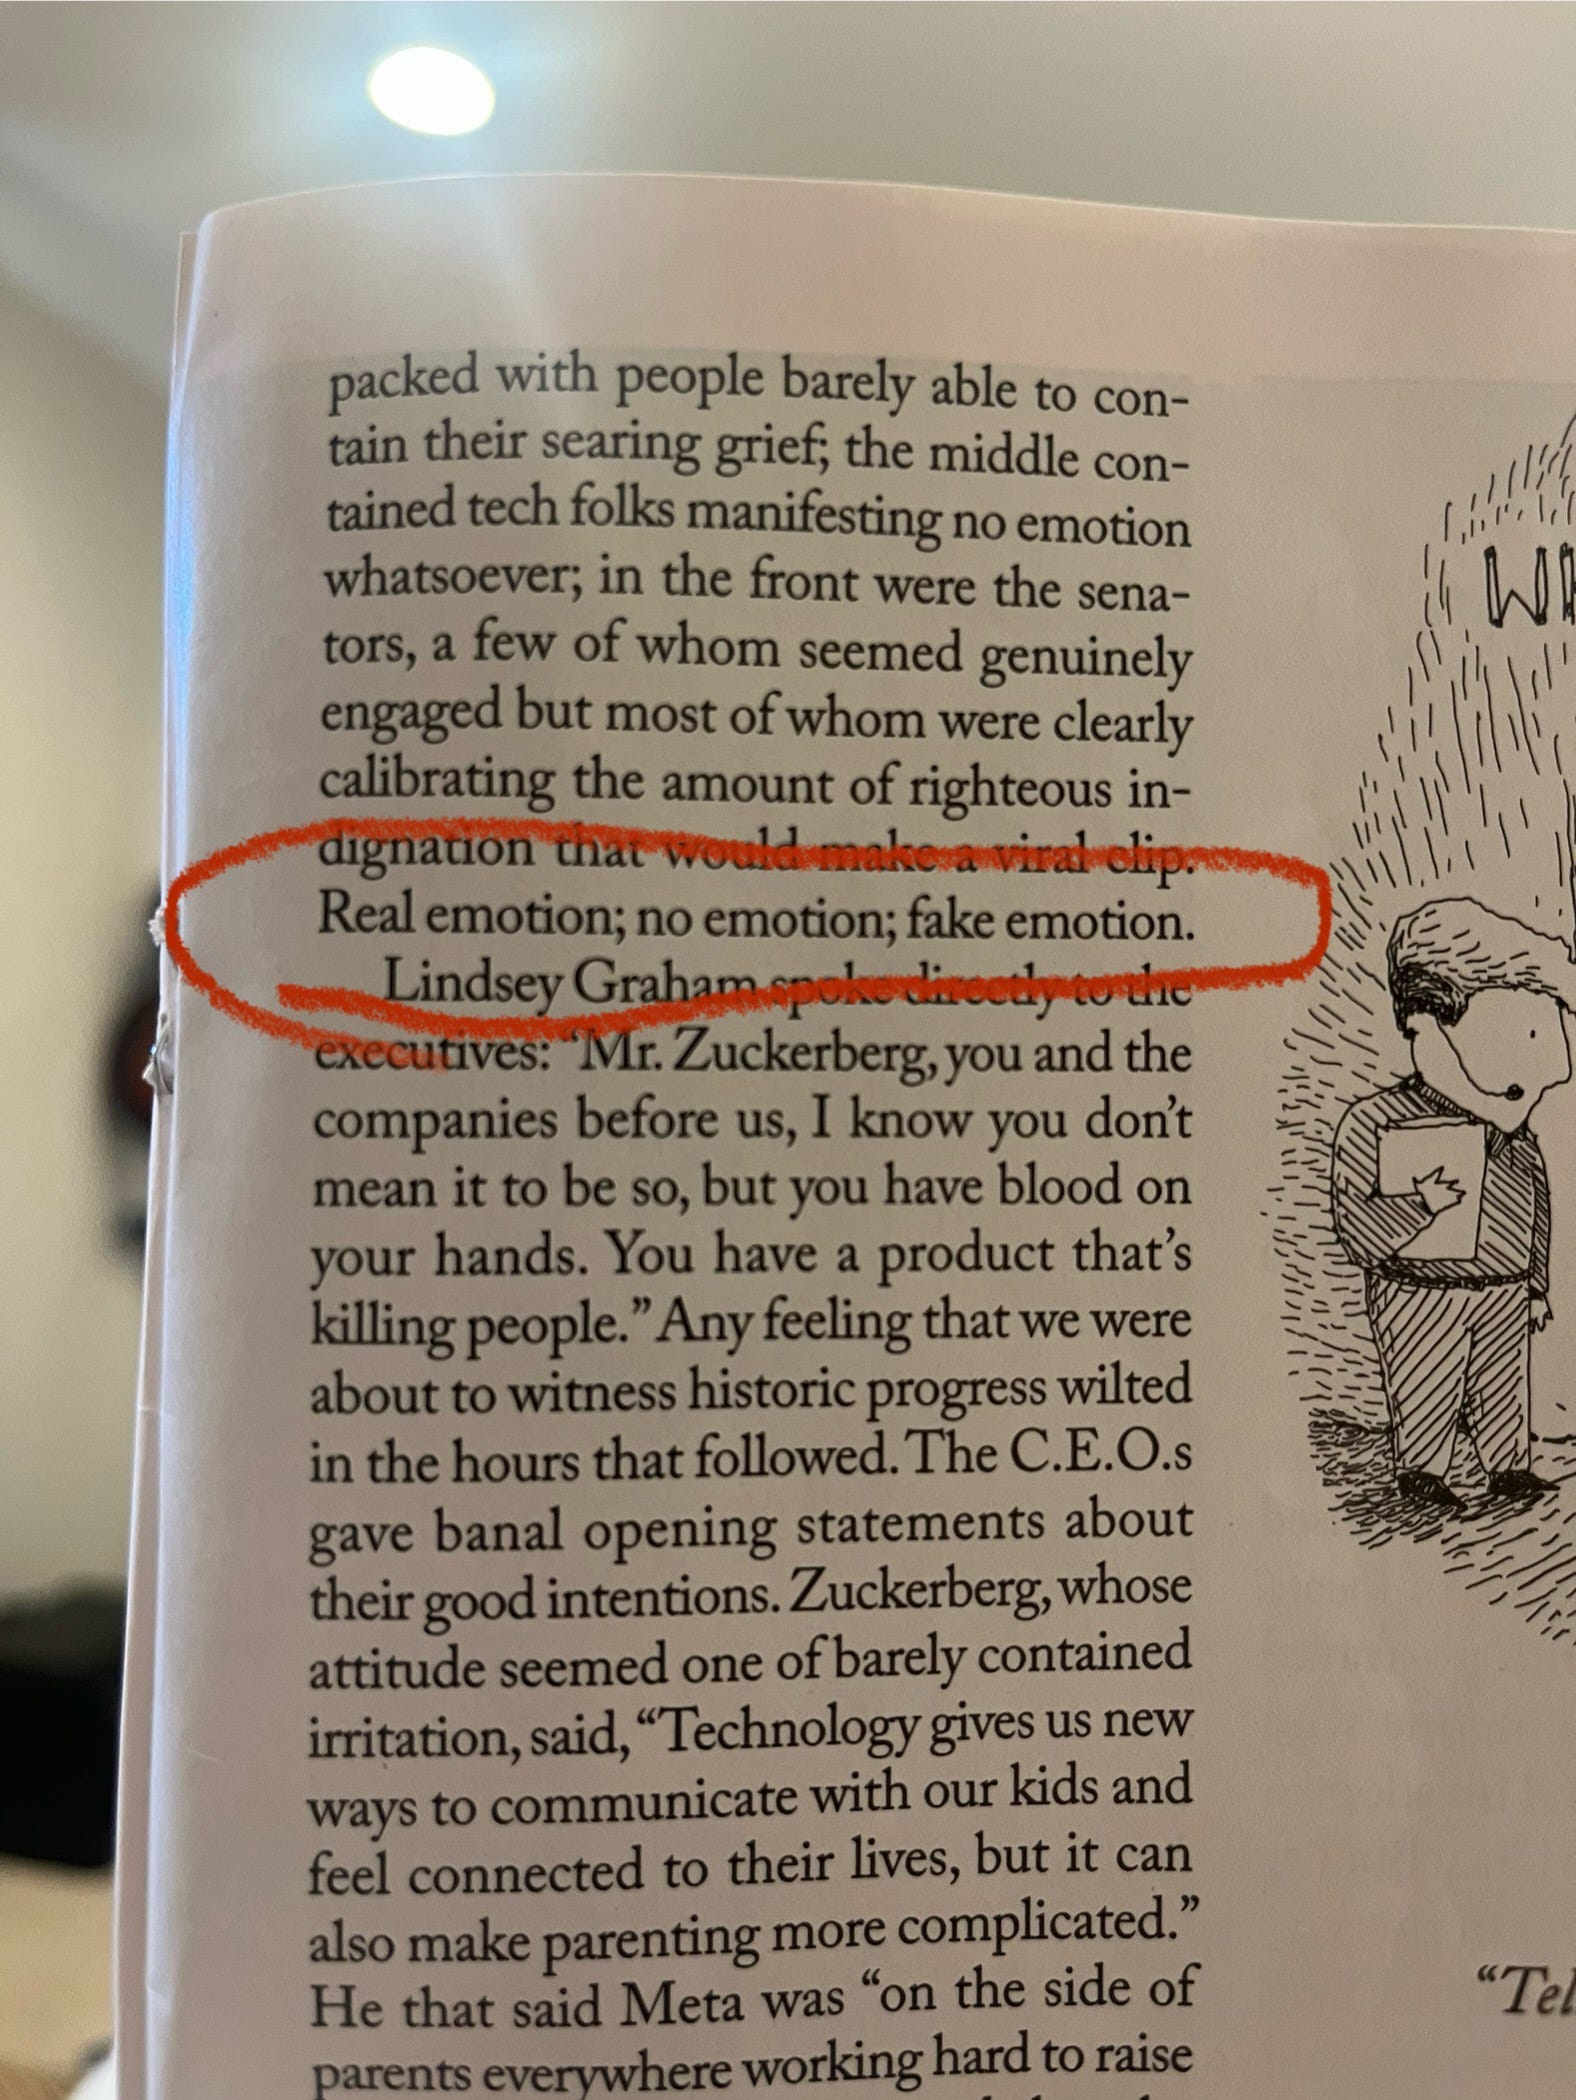 packed with people barely able to con-
tain their searing grief; the middle con-
tained tech folks manifesting no emotion
whatsoever; in the front were the sena-
tors, a few of whom seemed genuinely
engaged but most of whom were clearly
calibrating the amount of righteous in-
dignation that would make a viral clip.
Real emotion; no emotion; fake emotion.
Lindsey Graham spoke directly to the
executives: “Mr. Zuckerberg, you and the
companies before us, I know you don’t
mean it to be so, but you have blood on
your hands. You have a product that’s
killing people.” Any feeling that we were
about to witness historic progress wilted
in the hours that followed. The C.E.O.s
gave banal opening statements about
their good intentions. Zuckerberg, whose
attitude seemed one of barely contained
irritation, said, “Technology gives us new
ways to communicate with our kids and
feel connected to their lives, but it can
also make parenting more complicated.”
He that said Meta was “on the side of
parents everywhere working hard to raise
“Tel